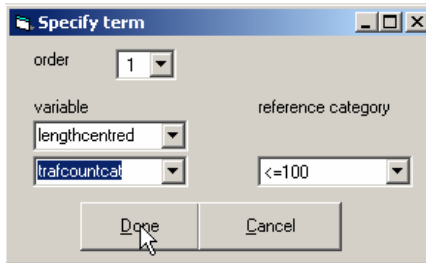 Specify term
order 1
variable reference category
lengthcentred
trafcountcat <=100
Done Cancel